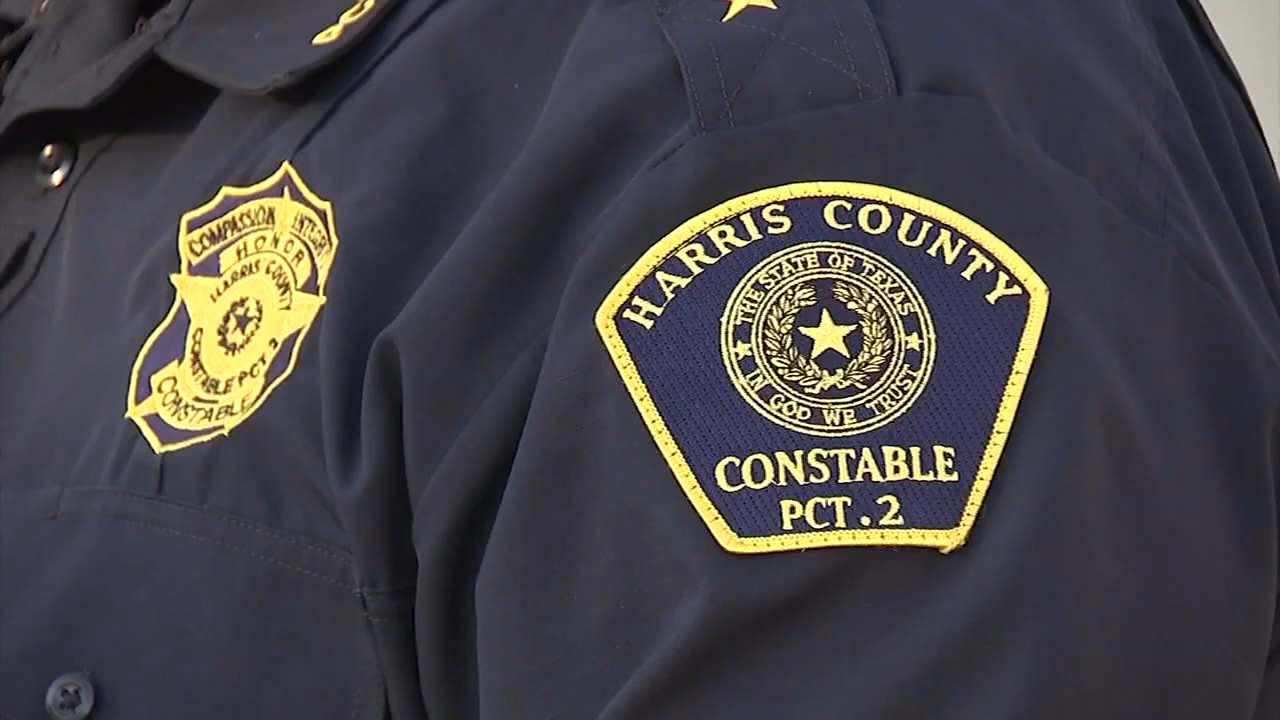 COMPASSION
HONOR
HARRIS COUNTY
CONSTABLE PCT
CONSTABLE
HARRIS COUNTY
THE STATE OF TEXAS
IN GOD WE TRUST
CONSTABLE
PCT.2